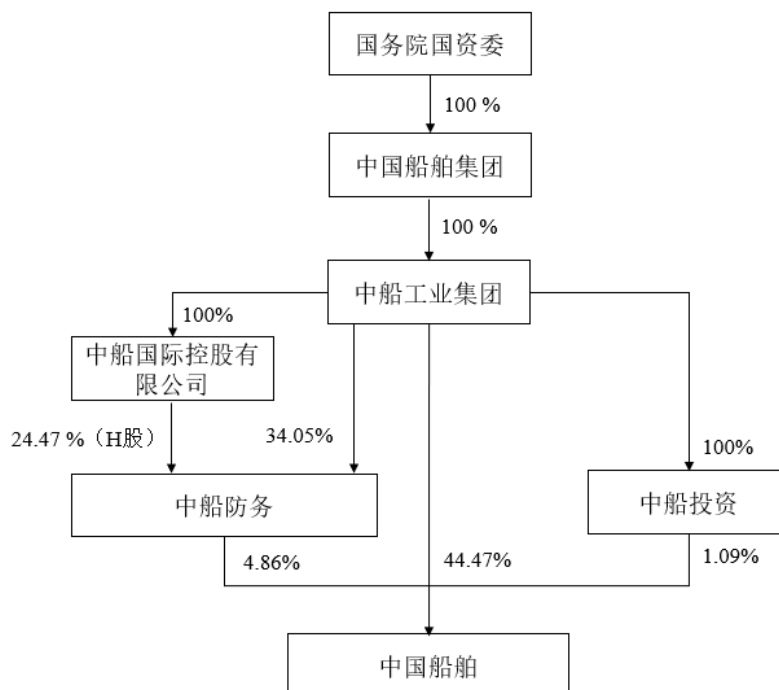 国务院国资委
100 %
中国船舶集团
100 %
中船工业集团
100%
中船国际控股有
限公司
24.47 %（H股）
34.05%
100%
中船防务
中船投资
4.86%
44.47%
1.09%
中国船舶